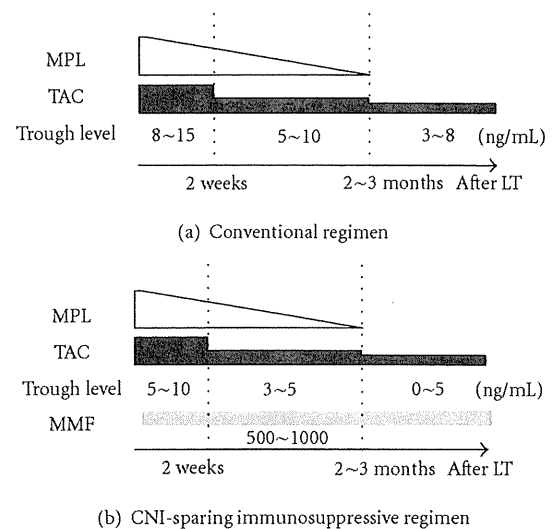 MPL
TAC
Trough level 8~15 5~10 3~8 (ng/mL)
2 weeks 2~3 months After LT
(a) Conventional regimen
MPL
TAC
Trough level 5~10 3~5 0~5 (ng/mL)
MMF
500~1000
2 weeks 2~3 months After LT
(b) CNI-sparing immunosuppressive regimen